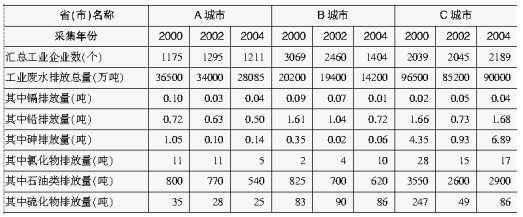 省(市)名称 A城市 B城市 C城市
采集年份 2000 2002 2004 2000 2002 2004 2000 2002 2004
汇总工业企业数(个) 1175 1295 1211 3069 2460 1404 2039 2045 2189
工业废水排放总量(万吨) 36500 34000 28085 20200 19400 14200 96500 85200 90000
其中镉排放量(吨) 0.10 0.03 0.04 0.09 0.07 0.01 0.02 0.05 0.04
其中铅排放量(吨) 0.72 0.63 0.50 1.61 1.04 0.72 1.66 0.73 1.68
其中砷排放量(吨) 1.05 0.10 0.14 0.35 0.02 0.06 4.35 0.93 6.89
其中氯化物排放量(吨) 11 11 5 2 4 10 28 15 17
其中石油类排放量(吨) 800 770 540 825 700 620 3550 2600 2900
其中硫化物排放量(吨) 35 28 25 83 90 86 247 49 86